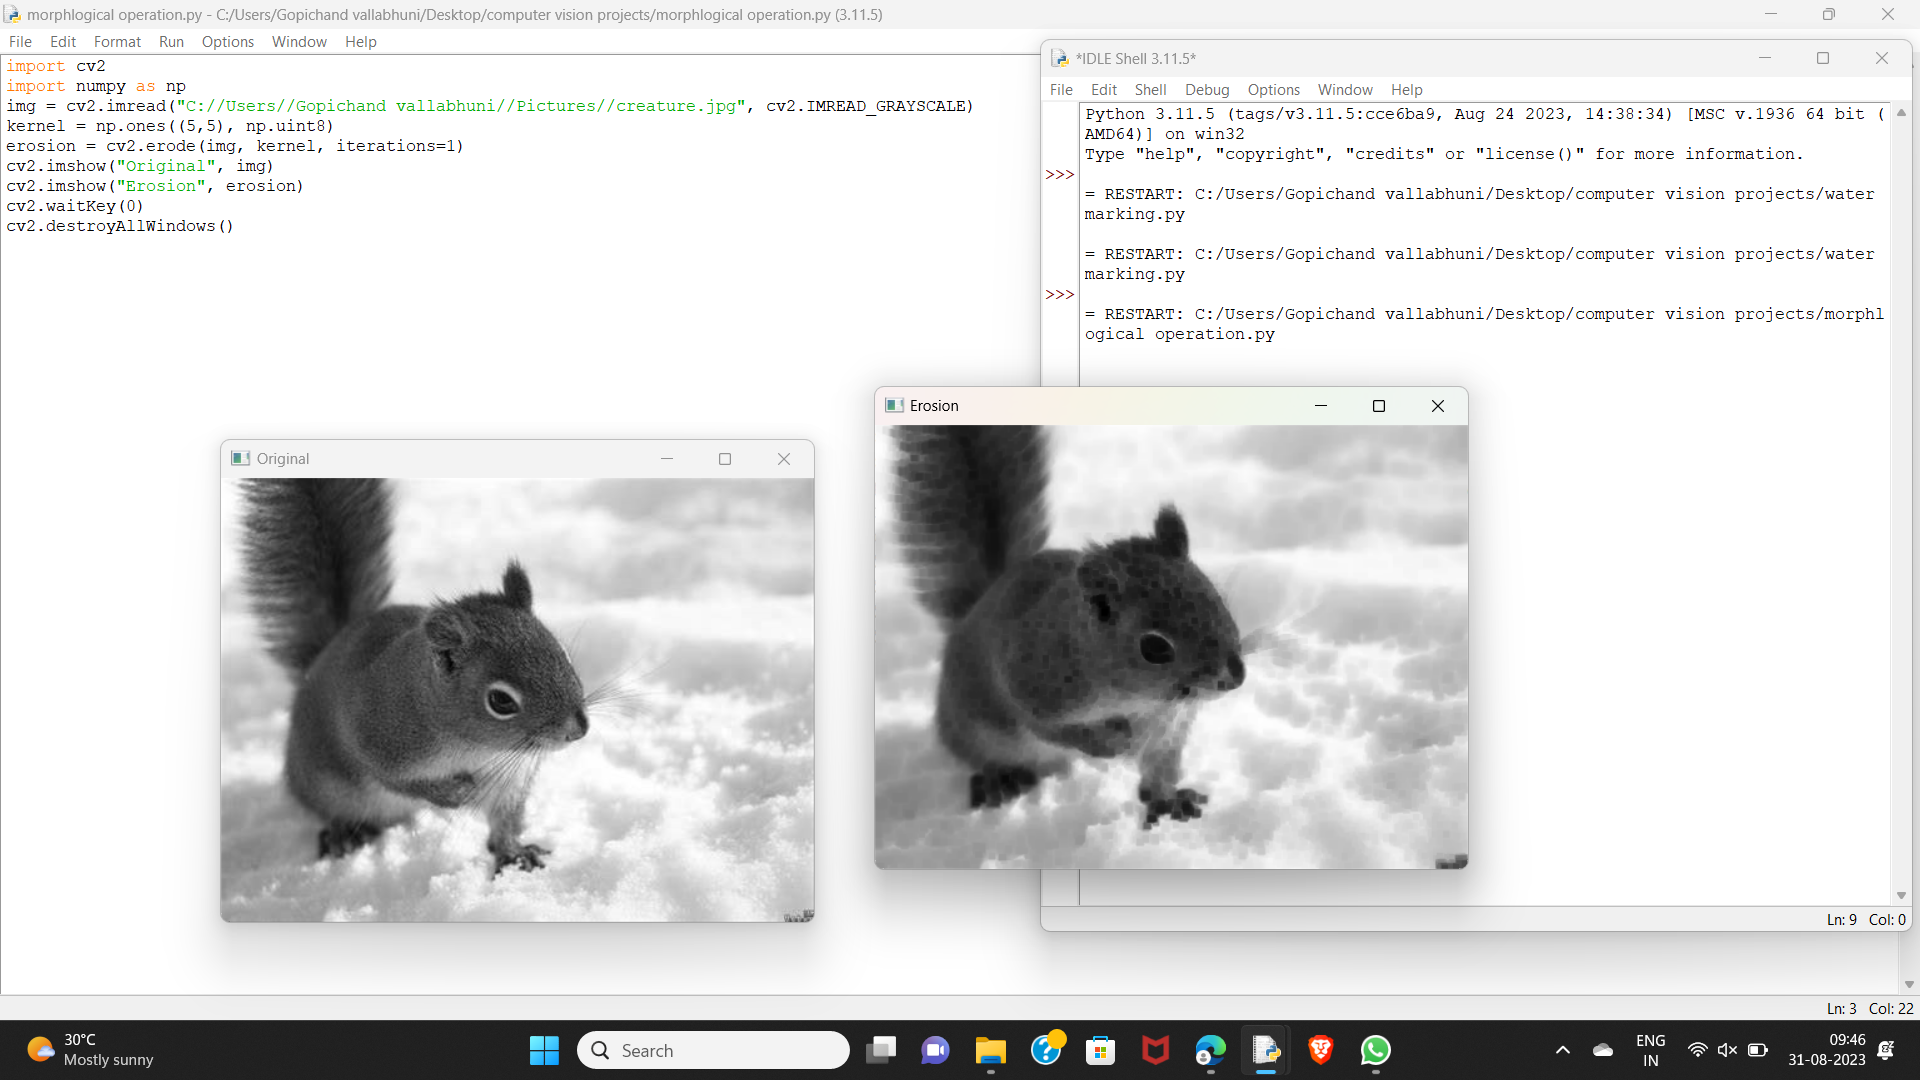 morphlogical operation.py - C:/Users/Gopichand vallabhuni/Desktop/computer vision projects/morphlogical operation.py (3.11.5)
File Edit Format Run Options Window Help
import cv2
import numpy as np
img = cv2.imread("C://Users//Gopichand vallabhuni//Pictures//creature.jpg", cv2.IMREAD_GRAYSCALE)
kernel = np.ones((5,5), np.uint8)
erosion = cv2.erode(img, kernel, iterations=1)
cv2.imshow("Original", img)
cv2.imshow("Erosion", erosion)
cv2.waitKey(0)
cv2.destroyAllWindows()
*IDLE Shell 3.11.5*
File Edit Shell Debug Options Window Help
Python 3.11.5 (tags/v3.11.5:cce6ba9, Aug 24 2023, 14:38:34) [MSC v.1936 64 bit (
AMD64)] on win32
Type "help", "copyright", "credits" or "license()" for more information.
>>>
= RESTART: C:/Users/Gopichand vallabhuni/Desktop/computer vision projects/water
marking.py
= RESTART: C:/Users/Gopichand vallabhuni/Desktop/computer vision projects/water
marking.py
>>>
= RESTART: C:/Users/Gopichand vallabhuni/Desktop/computer vision projects/morphl
ogical operation.py
Erosion
Original
Ln: 9 Col: 0
Ln: 3 Col: 22
30°C
Mostly sunny
Search
ENG
IN
09:46
31-08-2023